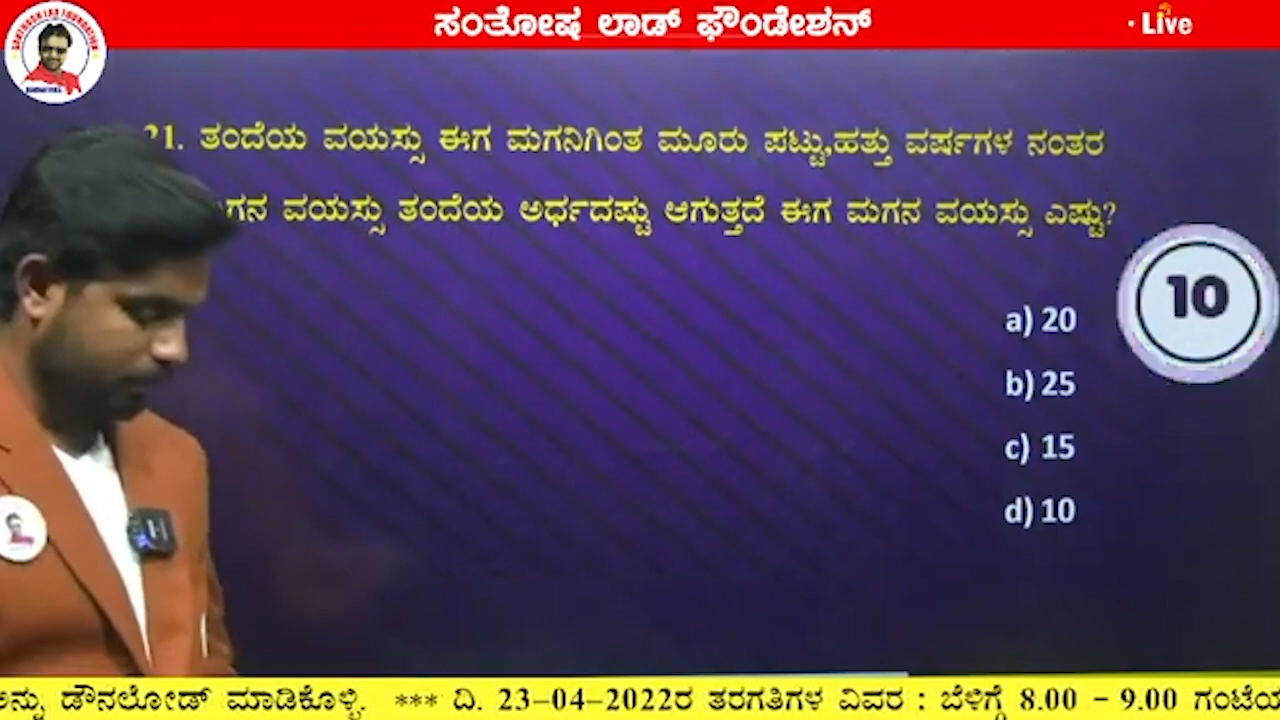 ಸಂತೋಷ ಲಾಡ್ ಫೌಂಡೇಶನ್
Live
21. ತಂದೆಯ ವಯಸ್ಸು ಈಗ ಮಗನಿಗಿಂತ ಮೂರು ಪಟ್ಟು,ಹತ್ತು ವರ್ಷಗಳ ನಂತರ
ವಯಸ್ಸು ತಂದೆಯ ಅರ್ಧದಷ್ಟು ಆಗುತ್ತದೆ ಈಗ ಮಗನ ವಯಸ್ಸು ಎಷ್ಟು?
10
a) 20
b) 25
c) 15
d) 10
ಡೌನಲೋಡ್ ಮಾಡಿಕೊಳ್ಳಿ. *** ದಿ. 23-04-2022ರ ತರಗತಿಗಳ ವಿವರ : ಬೆಳಿಗ್ಗೆ 8.00 - 9.00